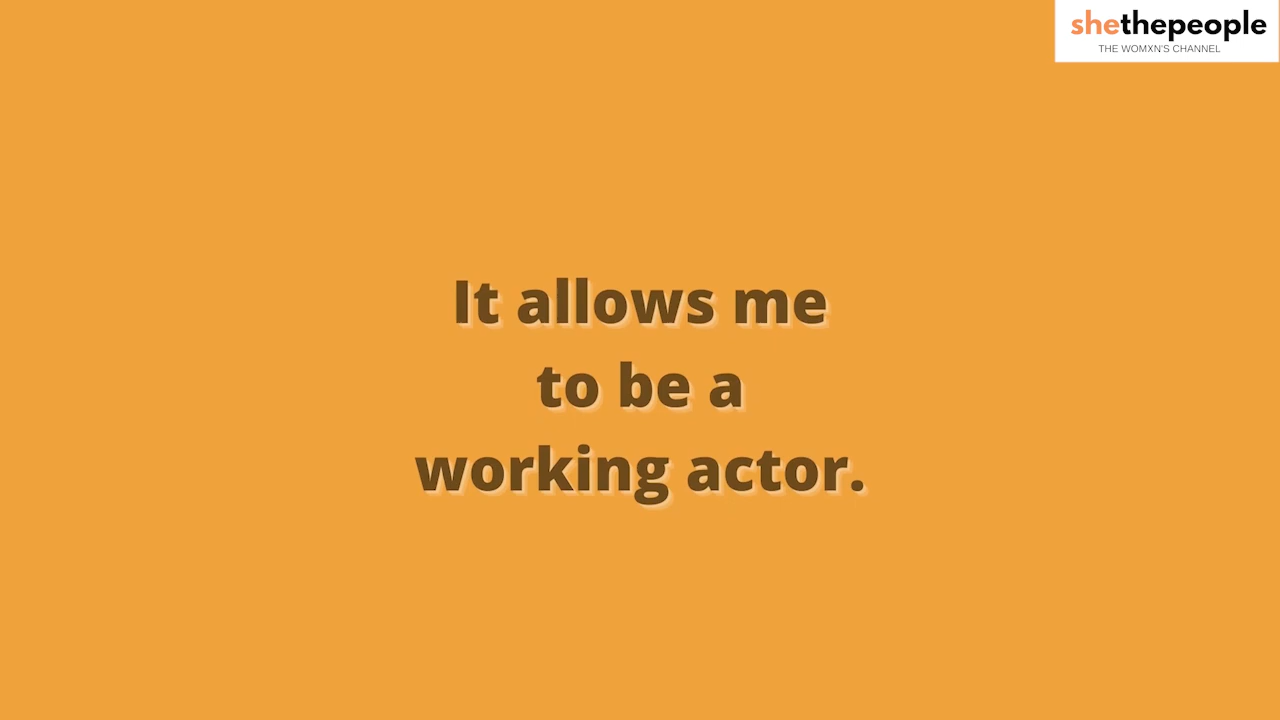 shethepeople
THE WOMXN'S CHANNEL
It allows me
to be a
working actor.